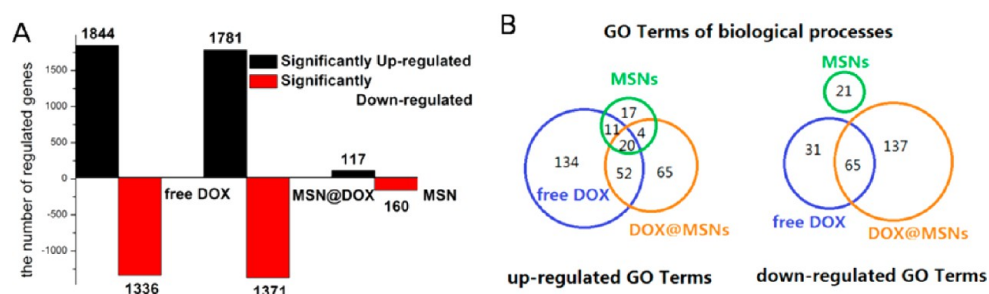 A
1844
1781
Significantly Up-regulated
Significantly
Down-regulated
the number of regulated genes
1500
1000
500
0
-500
-1000
117
160
free DOX
MSN@DOX
MSN
1336
1371
B
GO Terms of biological processes
MSNs
17
11
4
20
134
52
65
free DOX
DOX@MSNs
up-regulated GO Terms
MSNs
21
31
65
137
free DOX
DOX@MSNs
down-regulated GO Terms